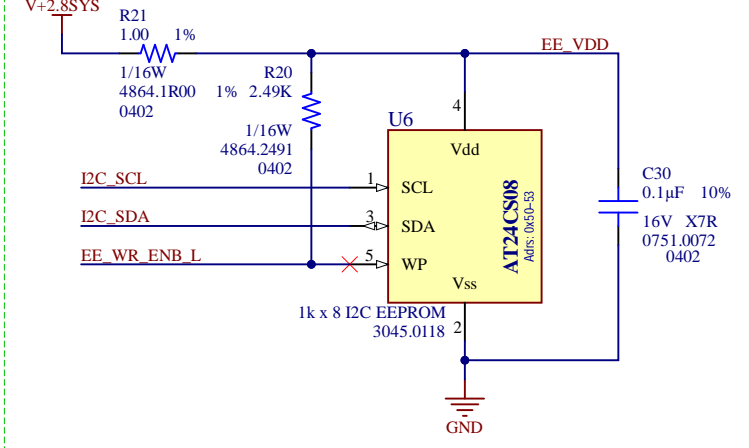 V+2.8SYS
R21
1.00 1%
1/16W
4864.1R00
0402
R20
1% 2.49K
1/16W
4864.2491
0402
EE_VDD
U6
4
Vdd
I2C_SCL
1
SCL
I2C_SDA
3
SDA
EE_WR_ENB_L
5
WP
AT24CS08
Adrs: 0x50-53
Vss
1k x 8 I2C EEPROM
3045.0118
2
C30
0.1µF 10%
16V X7R
0751.0072
0402
GND